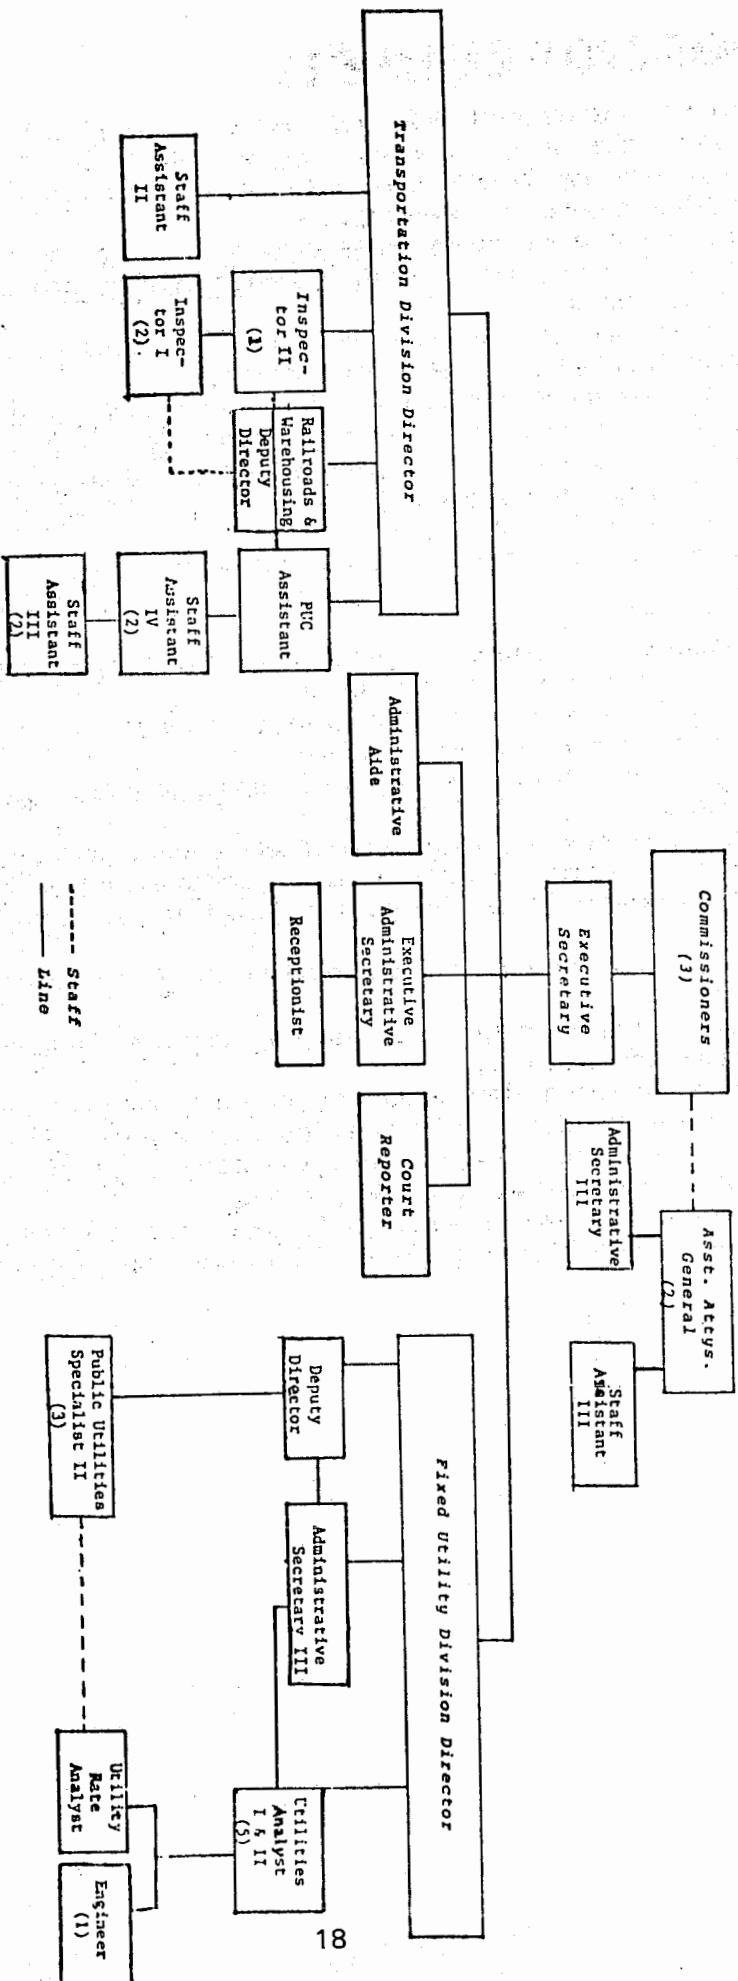 Commissioners
(3)
Asst. Attys.
General
(2)
Executive
Secretary
Administrative
Secretary
III
Staff
Assistant
III
Transportation Division Director
Administrative
Aide
Executive
Administrative
Secretary
Court
Reporter
Fixed Utility Division Director
Staff
Assistant
II
Inspec-
tor II
(1)
Inspec-
tor I
(2).
Railroads &
Warehousing
Deputy
Director
PUC
Assistant
Staff
Assistant
IV
(2)
Staff
Assistant
III
(2)
Receptionist
Deputy
Director
Administrative
Secretary III
Utilities
Analyst
I & II
(5)
Public Utilities
Specialist II
(3)
Utility
Rate
Analyst
Engineer
(1)
------ Staff
—— Line
18